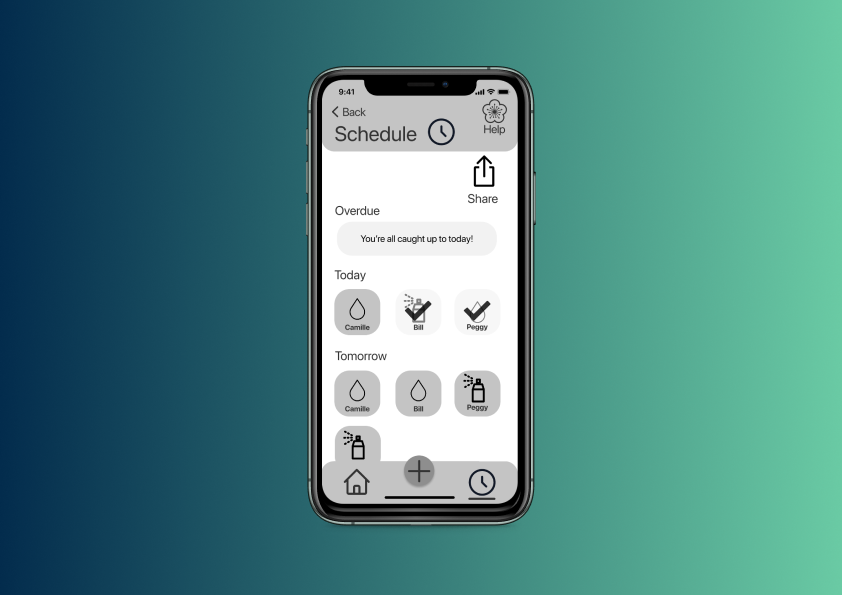 9:41
Back
Help
Schedule
Share
Overdue
You're all caught up to today!
Today
Camille
Bill
Peggy
Tomorrow
Camille
Bill
Peggy